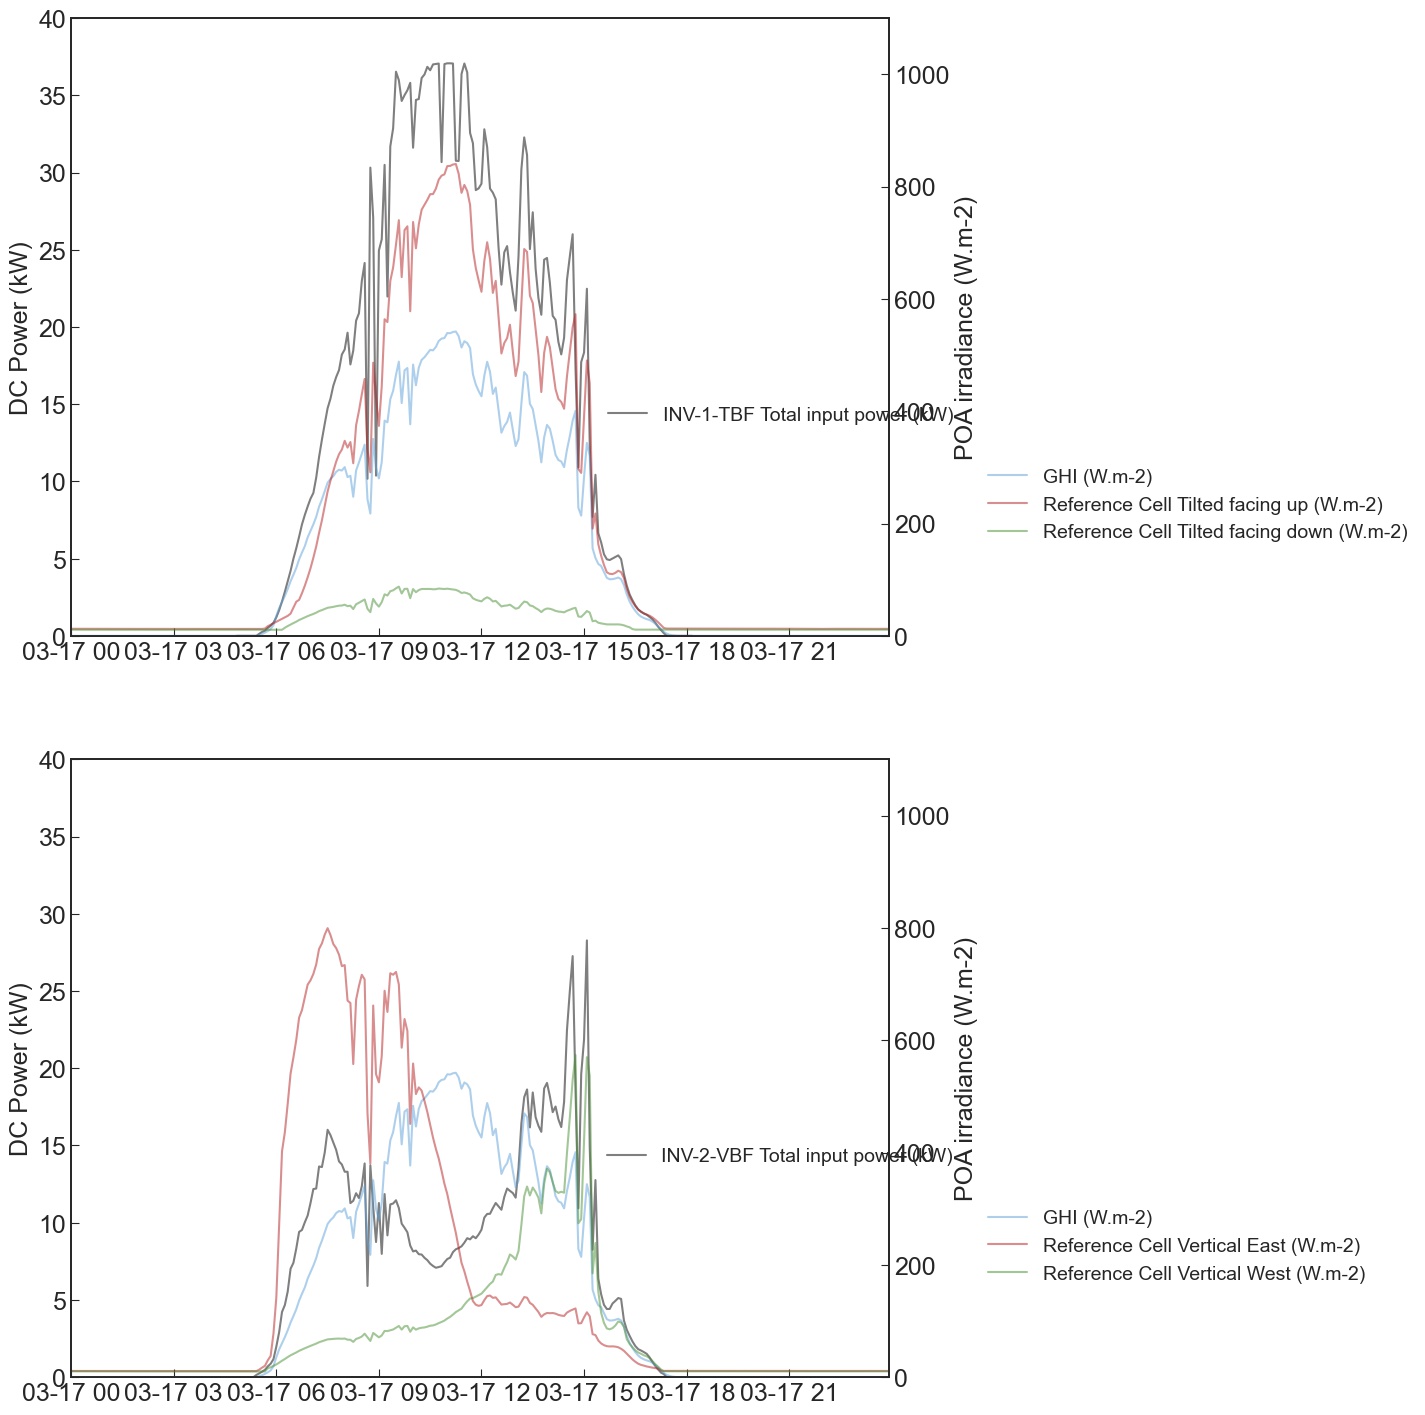 40
35
30
25
20
15
10
5
0
DC Power (kW)
1000
800
600
400
200
0
POA irradiance (W.m-2)
INV-1-TBF Total input power (kW)
GHI (W.m-2)
Reference Cell Tilted facing up (W.m-2)
Reference Cell Tilted facing down (W.m-2)
03-17 00 03-17 03 03-17 06 03-17 09 03-17 12 03-17 15 03-17 18 03-17 21
40
35
30
25
20
15
10
5
0
DC Power (kW)
1000
800
600
400
200
0
POA irradiance (W.m-2)
INV-2-VBF Total input power (kW)
GHI (W.m-2)
Reference Cell Vertical East (W.m-2)
Reference Cell Vertical West (W.m-2)
03-17 00 03-17 03 03-17 06 03-17 09 03-17 12 03-17 15 03-17 18 03-17 21